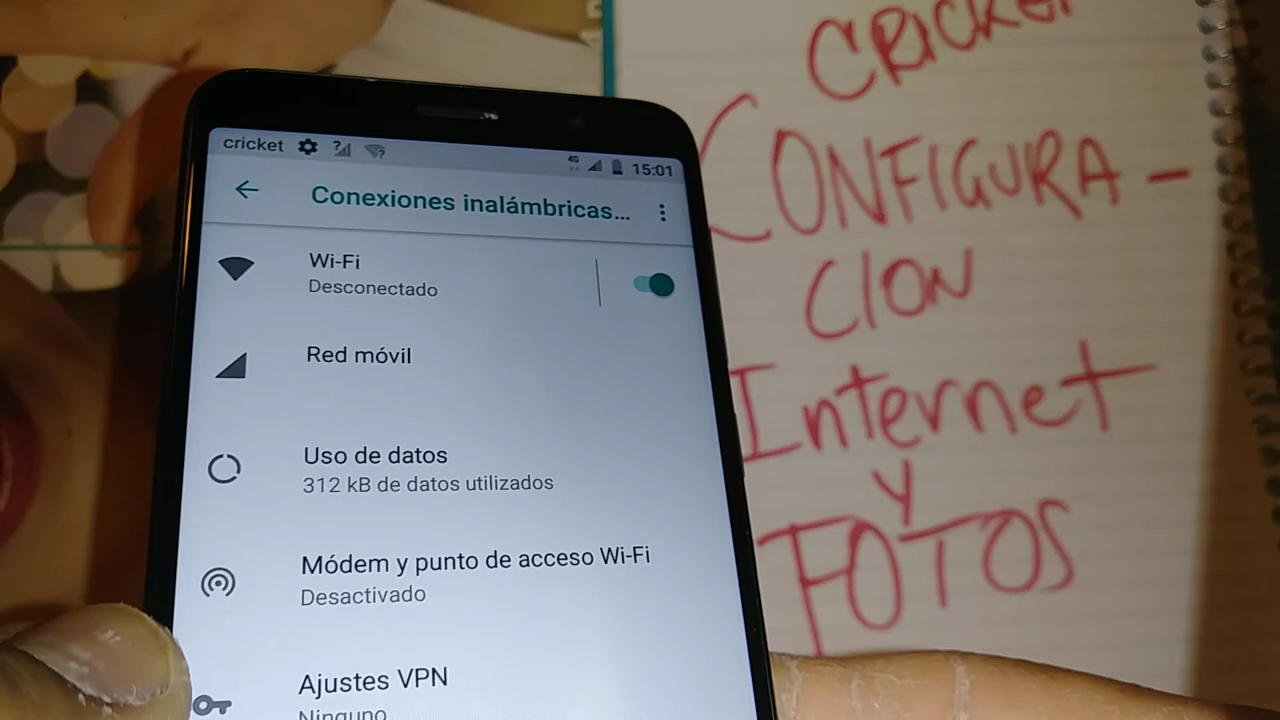 cricket
4G
15:01
Conexiones inalámbricas...
Wi-Fi
Desconectado
Red móvil
Uso de datos
312 kB de datos utilizados
Módem y punto de acceso Wi-Fi
Desactivado
Ajustes VPN
Ninguno
CRICKET
CONFIGURA-
CION
Internet
y
FOTOS